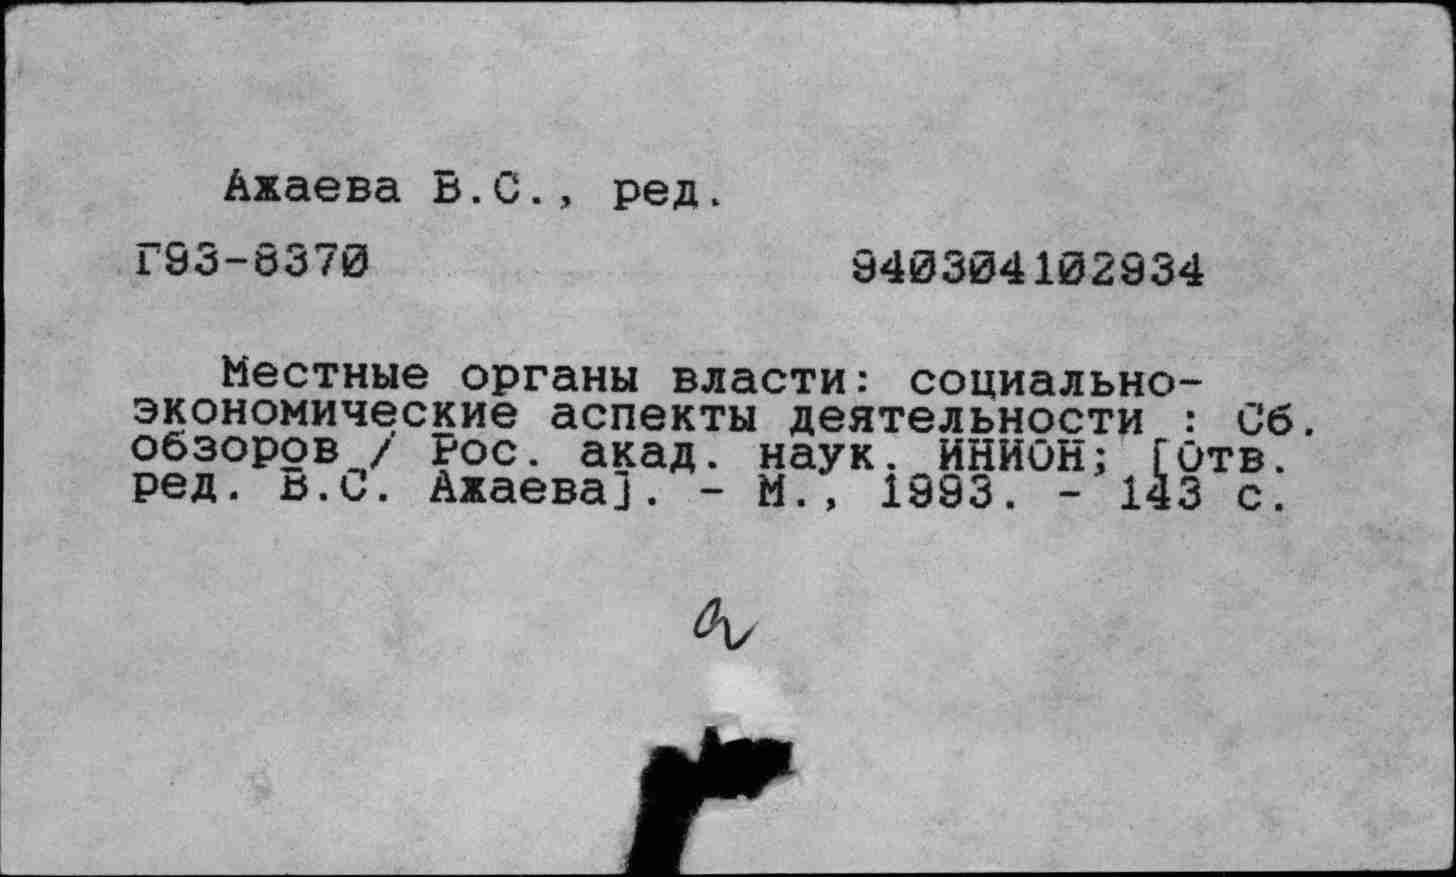 Ажаева В.С., ред.
Г93-8370 940304102934
Местные органы власти: социально-
экономические аспекты деятельности : Сб.
обзоров / Рос. акад. наук. ИНИОН; [Отв.
ред. В.С. Ажаева]. - М., 1993. - 143 с.